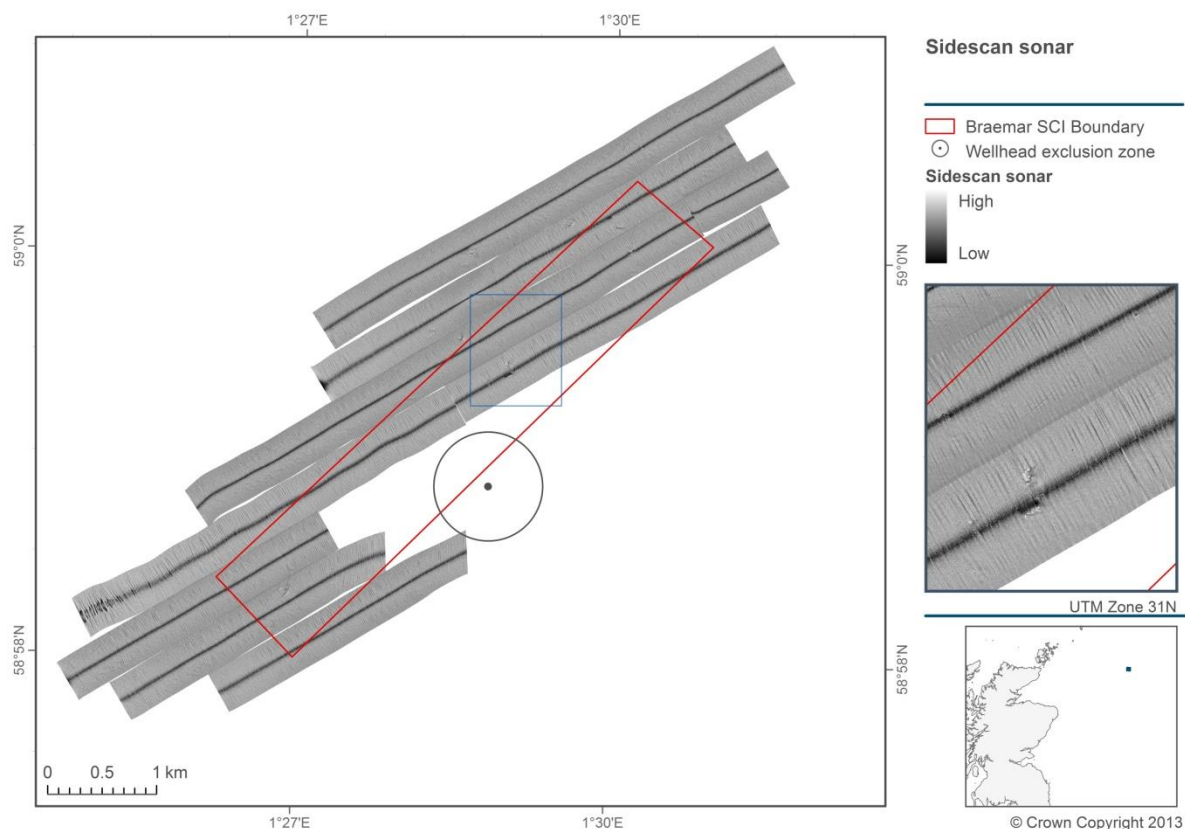 1°27'E
1°30'E
59°0'N
59°0'N
58°58'N
58°58'N
0 0.5 1 km
1°27'E
1°30'E
Sidescan sonar
Braemar SCI Boundary
Wellhead exclusion zone
Sidescan sonar
High
Low
UTM Zone 31N
© Crown Copyright 2013